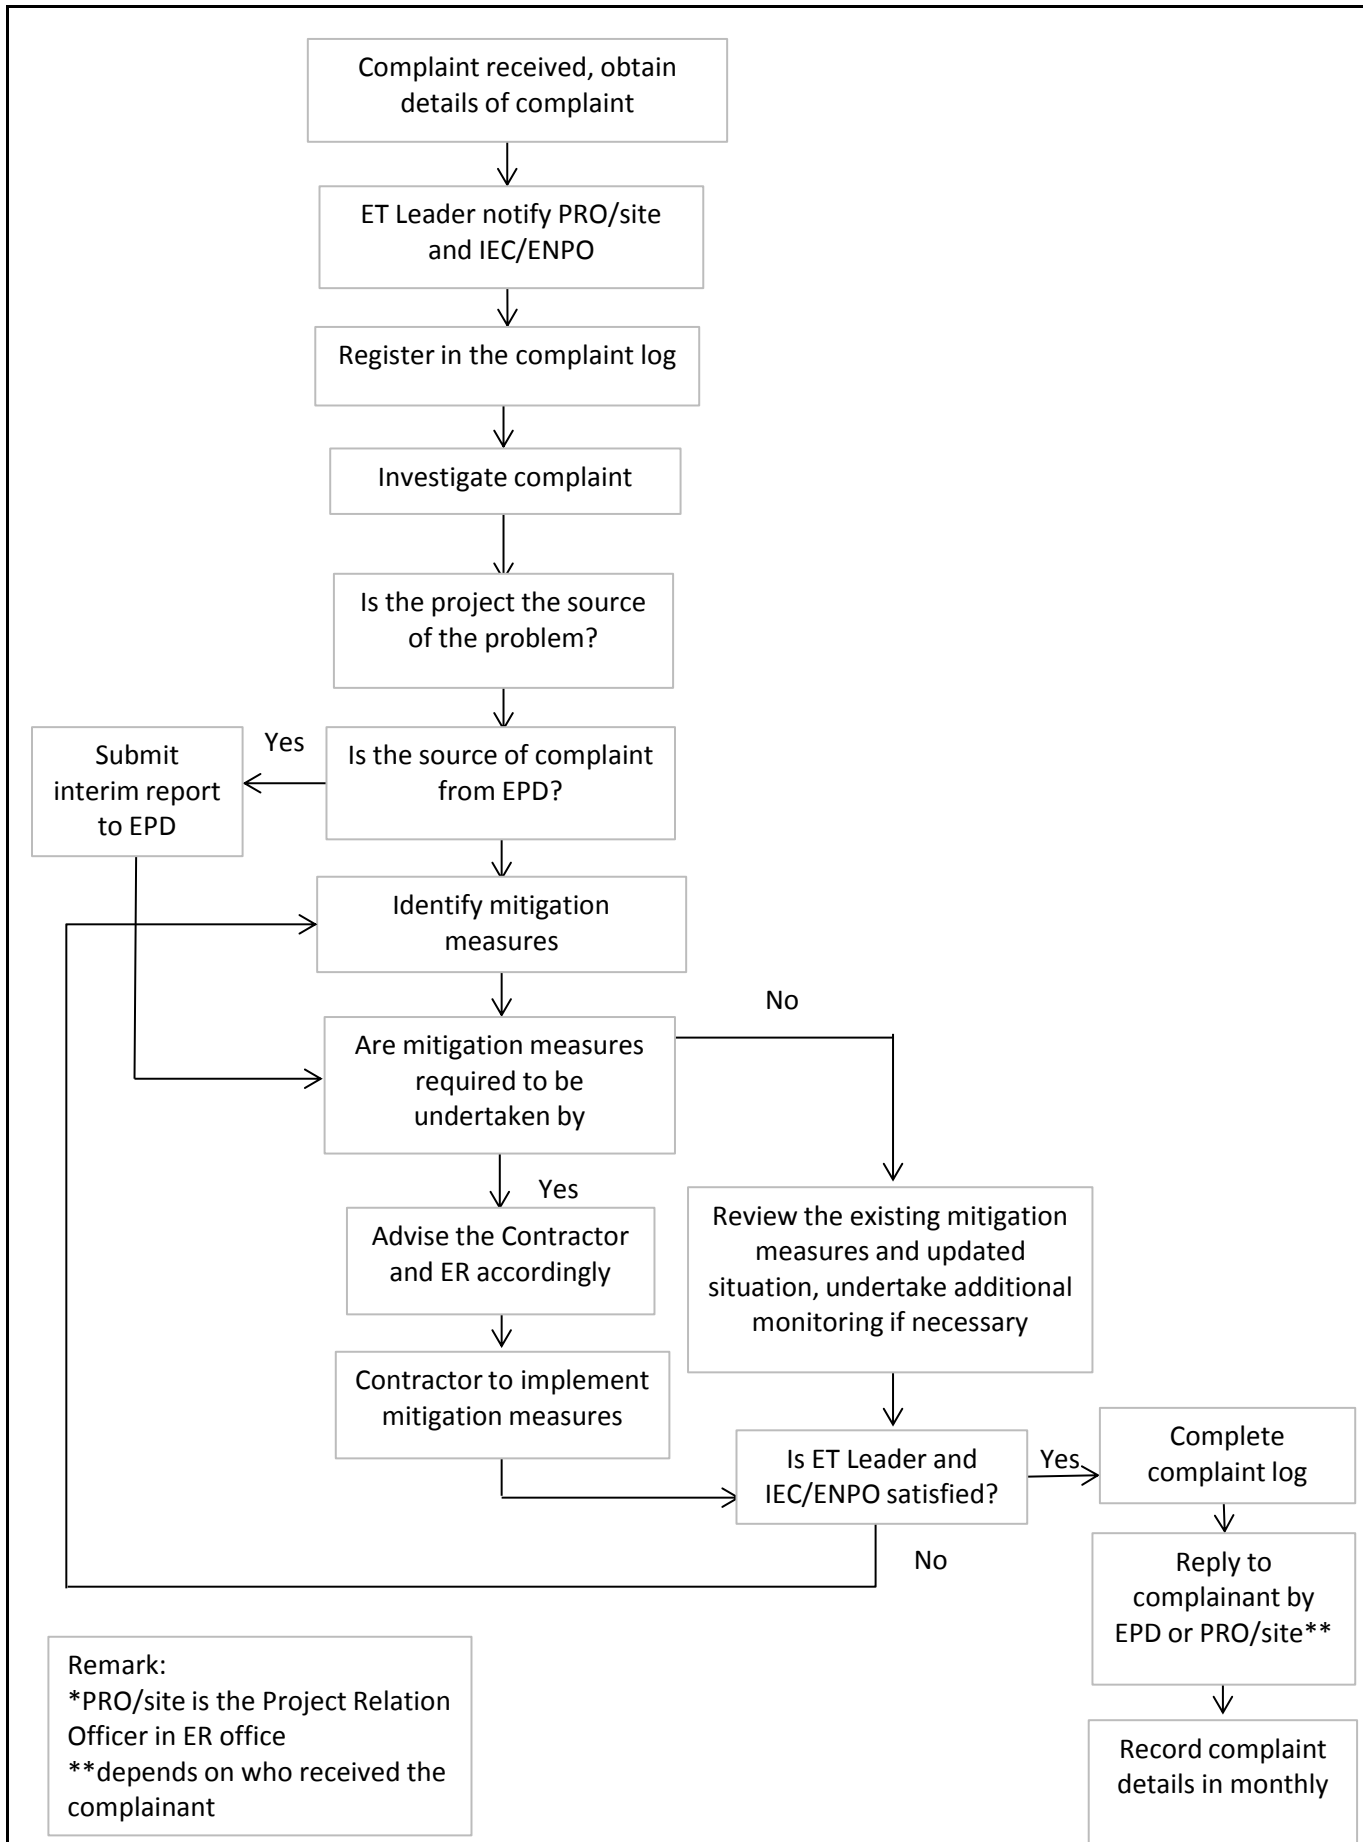 Complaint received, obtain
details of complaint
ET Leader notify PRO/site
and IEC/ENPO
Register in the complaint log
Investigate complaint
Is the project the source
of the problem?
Submit
interim report
to EPD
Yes
Is the source of complaint
from EPD?
Identify mitigation
measures
No
Are mitigation measures
required to be
undertaken by
Yes
Advise the Contractor
and ER accordingly
Review the existing mitigation
measures and updated
situation, undertake additional
monitoring if necessary
Contractor to implement
mitigation measures
Is ET Leader and
IEC/ENPO satisfied?
Yes
Complete
complaint log
No
Reply to
complainant by
EPD or PRO/site**
Record complaint
details in monthly
Remark:
*PRO/site is the Project Relation
Officer in ER office
**depends on who received the
complainant